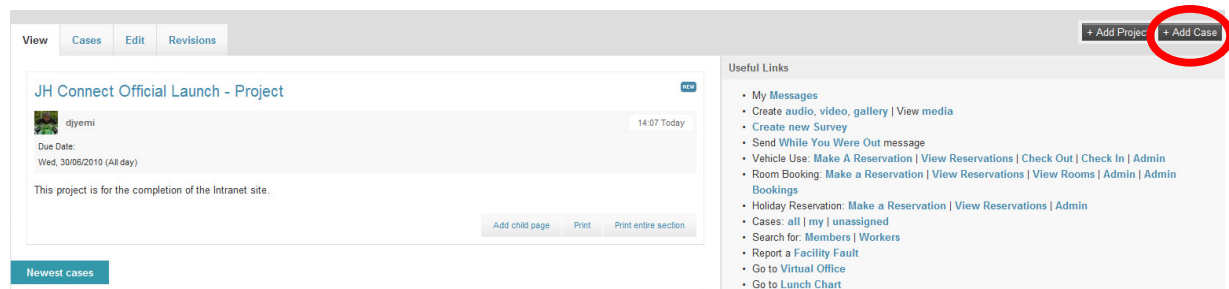 View Cases Edit Revisions
+ Add Project + Add Case
JH Connect Official Launch - Project
NEW
djyemi
14:07 Today
Due Date:
Wed, 30/06/2010 (All day)
This project is for the completion of the Intranet site.
Add child page Print Print entire section
Newest cases
Useful Links
• My Messages
• Create audio, video, gallery | View media
• Create new Survey
• Send While You Were Out message
• Vehicle Use: Make A Reservation | View Reservations | Check Out | Check In | Admin
• Room Booking: Make a Reservation | View Reservations | View Rooms | Admin | Admin
Bookings
• Holiday Reservation: Make a Reservation | View Reservations | Admin
• Cases: all | my | unassigned
• Search for: Members | Workers
• Report a Facility Fault
• Go to Virtual Office
• Go to Lunch Chart